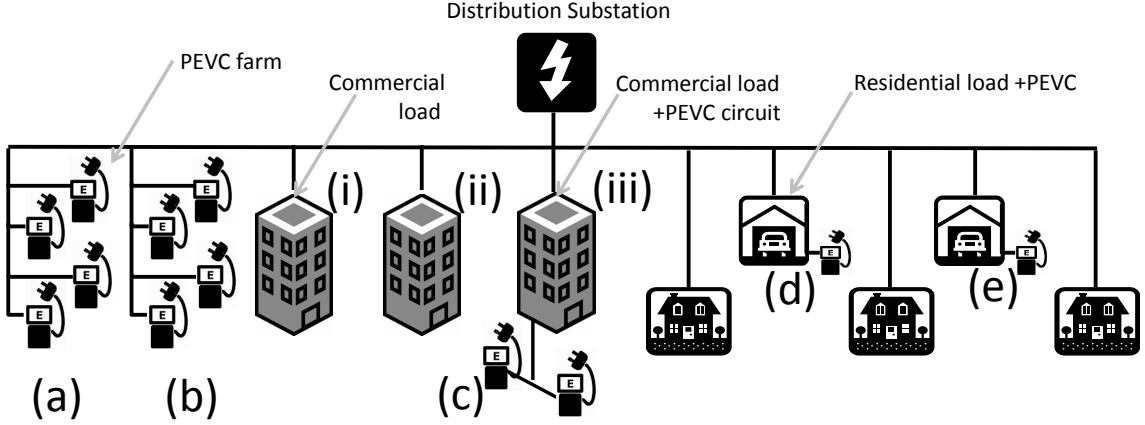 Distribution Substation
PEVC farm
Commercial
load
Commercial load
+PEVC circuit
Residential load +PEVC
(i)
(ii)
(iii)
E
E
E
E
E
E
E
E
E
E
(d)
(e)
E
E
E
E
(a)
(b)
(c)